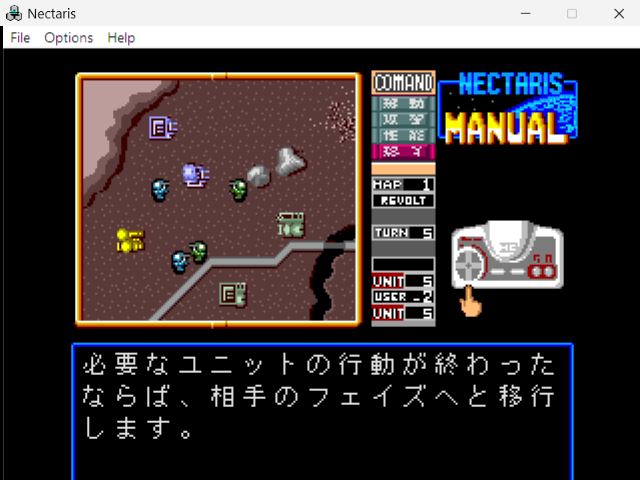 Nectaris
File Options Help
COMAND
MAP 1
REVOLT
TURN 5
UNIT 5
USER_2
UNIT 5
NECTARIS
MANUAL
必要なユニットの行動が終わった
ならば、相手のフェイズへと移行
します。